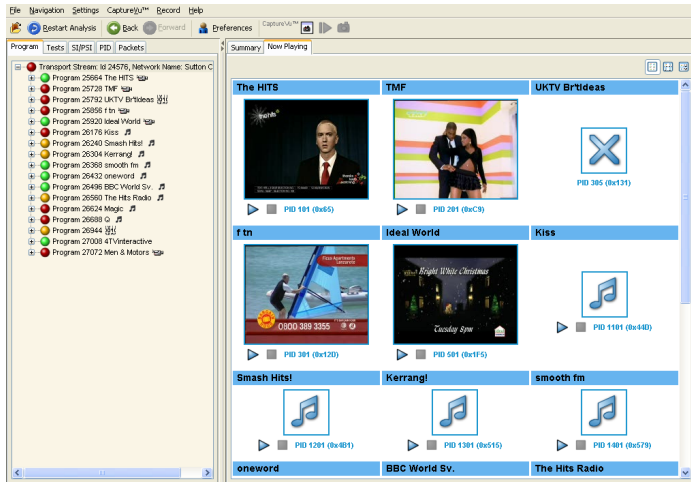 File Navigation Settings CaptureVu™ Record Help
Restart Analysis Back Forward Preferences CaptureVu™
Program Tests SI/PSI PID Packets
Summary Now Playing
Transport Stream: Id 24576, Network Name: Sutton C
Program 25664 The HITS
Program 25728 TMF
Program 25792 UKTV Br'tIdeas
Program 25856 f tn
Program 25920 Ideal World
Program 26176 Kiss
Program 26240 Smash Hits!
Program 26304 Kerrang!
Program 26368 smooth fm
Program 26432 oneword
Program 26496 BBC World Sv.
Program 26560 The Hits Radio
Program 26624 Magic
Program 26688 Q
Program 26944
Program 27008 4TVinteractive
Program 27072 Men & Motors
The HITS TMF UKTV Br'tIdeas
the hits
PID 305 (0x131)
PID 101 (0x65) PID 201 (0xC9)
f tn Ideal World Kiss
Pizza Apartments
Lanzarote
Bright White Christmas
0800 389 3355
Tuesday 8pm
PID 1101 (0x44D)
PID 301 (0x12D) PID 501 (0x1F5)
Smash Hits! Kerrang! smooth fm
PID 1201 (0x4B1) PID 1301 (0x515) PID 1401 (0x579)
oneword BBC World Sv. The Hits Radio